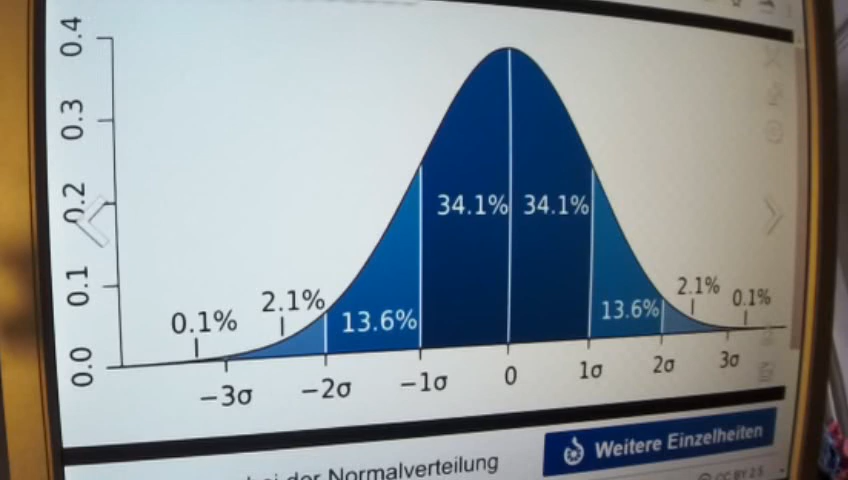 0.4
0.3
0.2
0.1
0.0
34.1% 34.1%
0.1% 2.1% 13.6% 13.6% 2.1% 0.1%
−3σ −2σ −1σ 0 1σ 2σ 3σ
der Normalverteilung
Weitere Einzelheiten